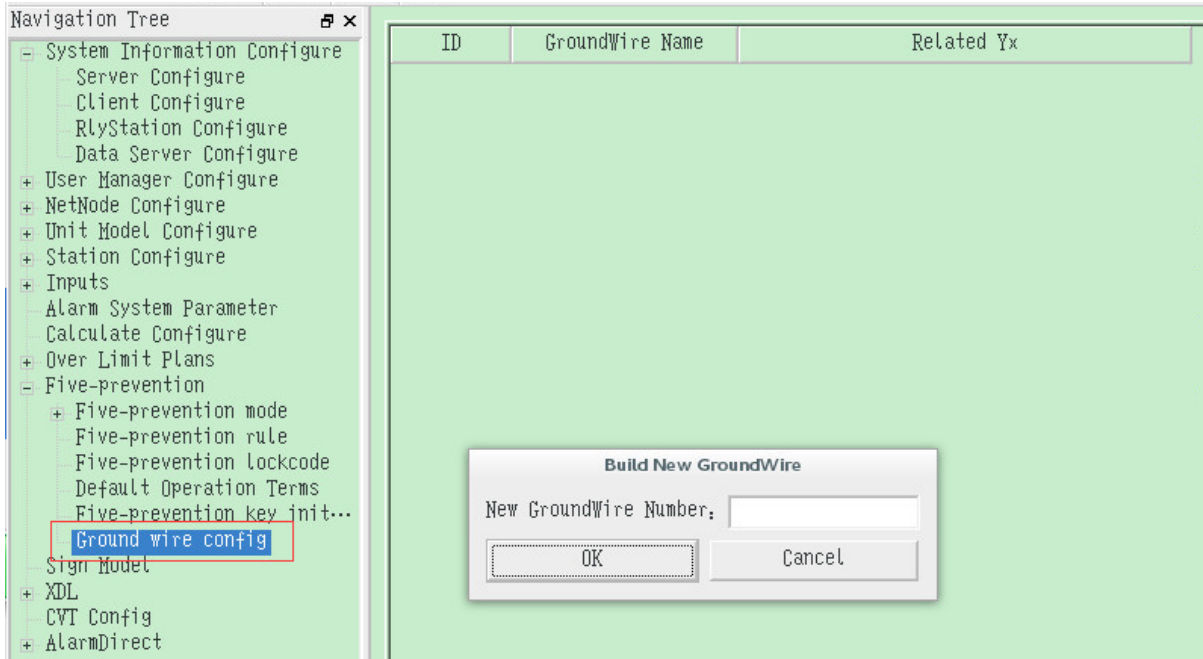 Navigation Tree
System Information Configure
Server Configure
Client Configure
RlyStation Configure
Data Server Configure
User Manager Configure
NetNode Configure
Unit Model Configure
Station Configure
Inputs
Alarm System Parameter
Calculate Configure
Over Limit Plans
Five-prevention
Five-prevention mode
Five-prevention rule
Five-prevention lockcode
Default Operation Terms
Five-prevention key init...
Ground wire config
Sign Model
XDL
CVT Config
AlarmDirect
ID GroundWire Name Related Yx
Build New GroundWire
New GroundWire Number:
OK Cancel